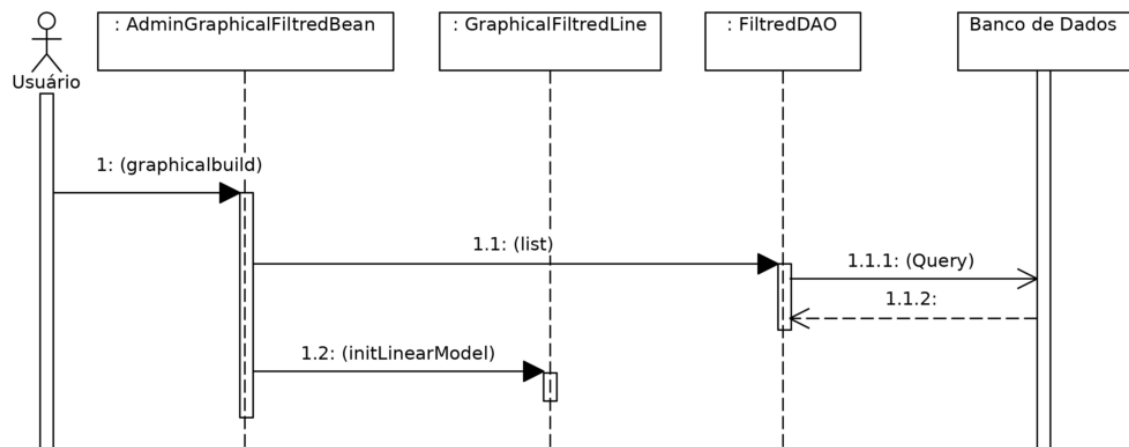 : AdminGraphicalFiltredBean
: GraphicalFiltredLine
: FiltredDAO
Banco de Dados
Usuário
1: (graphicalbuild)
1.1: (list)
1.1.1: (Query)
1.1.2:
1.2: (initLinearModel)